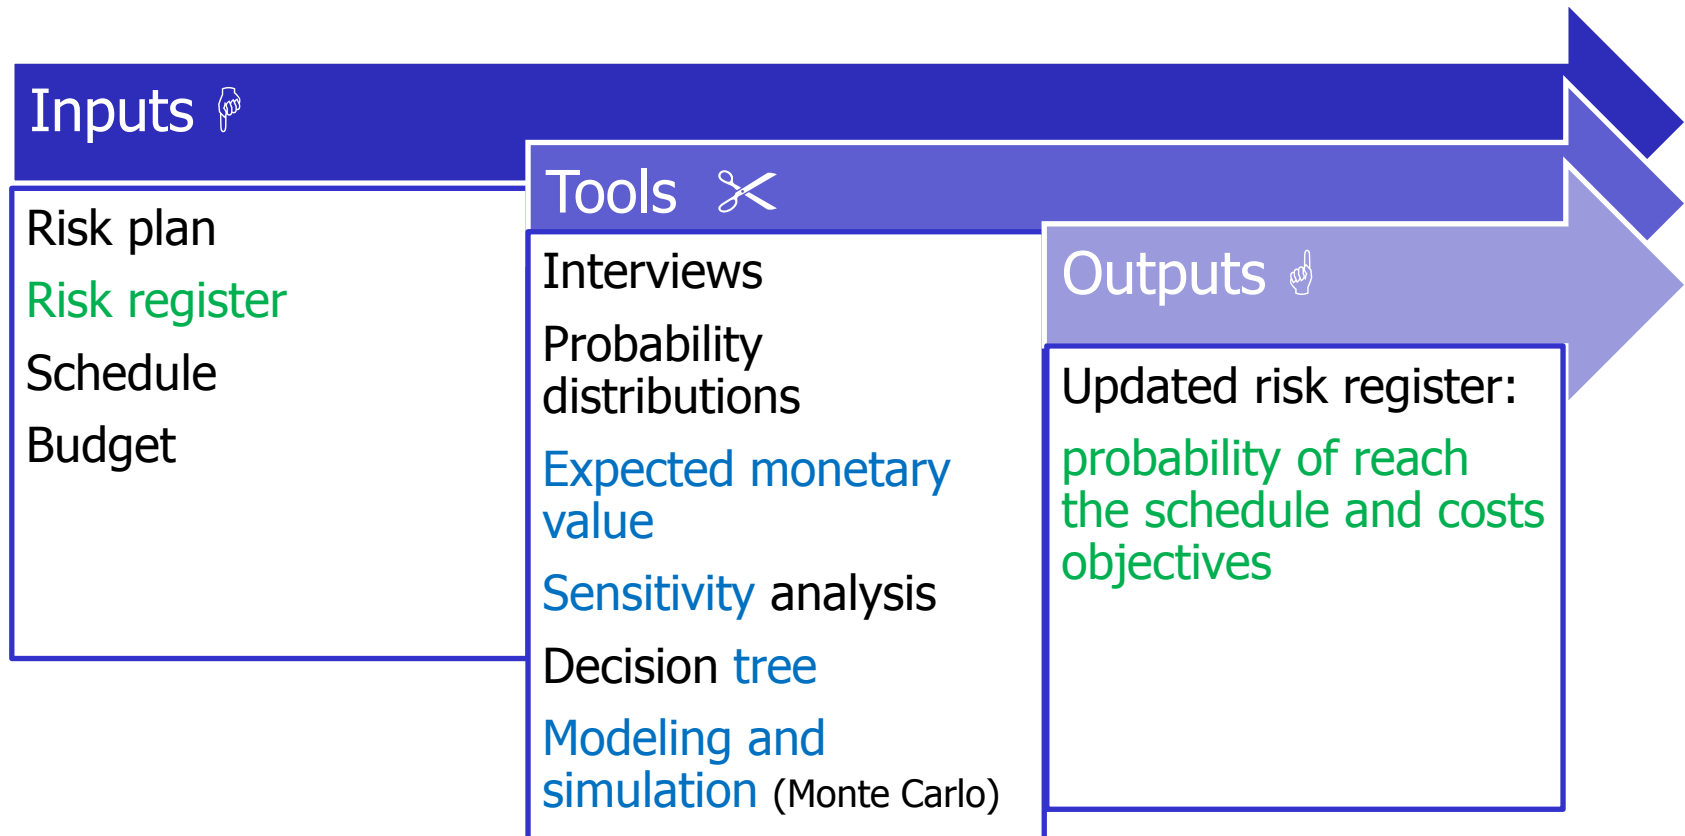 Inputs
Risk plan
Risk register
Schedule
Budget
Tools
Interviews
Probability
distributions
Expected monetary
value
Sensitivity analysis
Decision tree
Modeling and
simulation (Monte Carlo)
Outputs
Updated risk register:
probability of reach
the schedule and costs
objectives